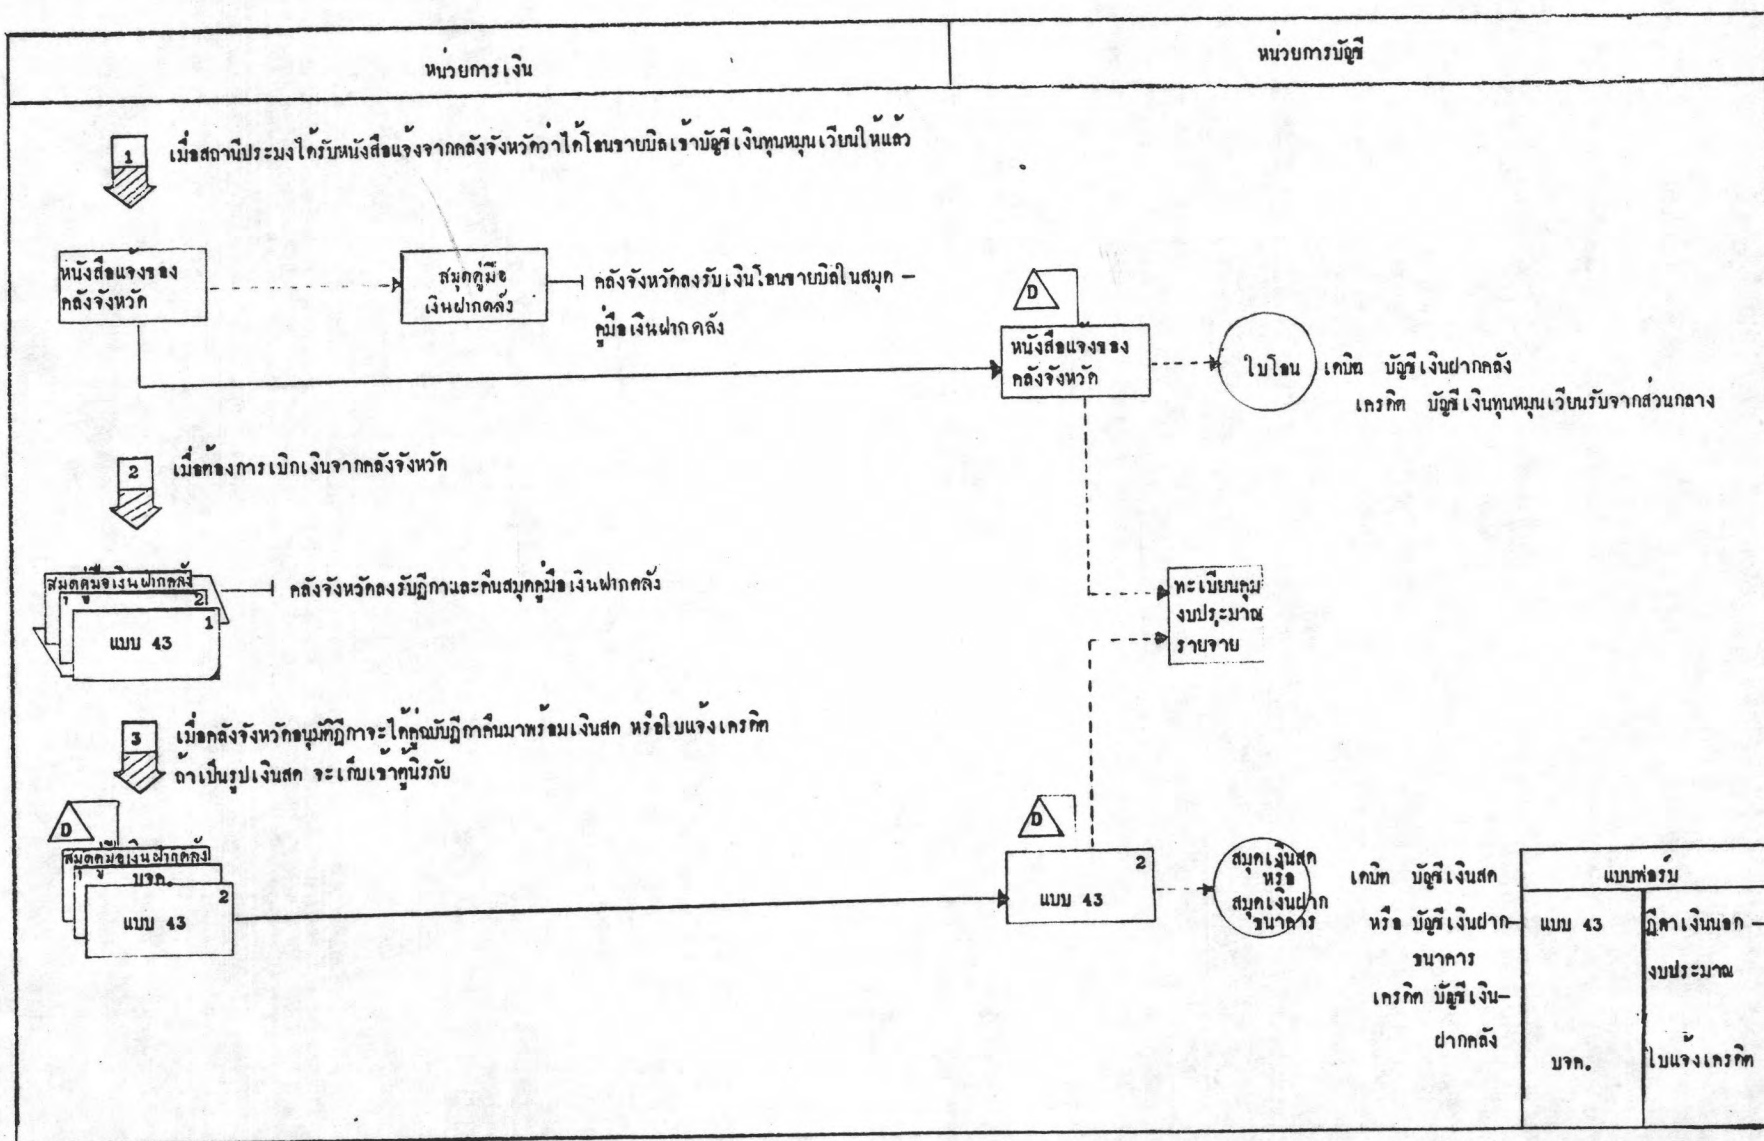 หน่วยการเงิน
หน่วยการบัญชี
1
เมื่อสถานีประมงได้รับหนังสือแจ้งจากคลังจังหวัดว่าได้โอนขายบิลเข้าบัญชีเงินทุนหมุนเวียนให้แล้ว
หนังสือแจ้งของ
คลังจังหวัด
สมุดคู่มือ
เงินฝากคลัง
คลังจังหวัดลงรับเงินโอนขายบิลในสมุด -
คู่มือเงินฝากคลัง
D
หนังสือแจ้งของ
คลังจังหวัด
ใบโอน
เดบิต บัญชีเงินฝากคลัง
เครดิต บัญชีเงินทุนหมุนเวียนรับจากส่วนกลาง
2
เมื่อต้องการเบิกเงินจากคลังจังหวัด
สมุดคู่มือเงินฝากคลัง
2
1
แบบ 43
คลังจังหวัดลงรับฎีกาและคืนสมุดคู่มือเงินฝากคลัง
ทะเบียนคุม
งบประมาณ
รายจ่าย
3
เมื่อคลังจังหวัดอนุมัติฎีกาจะได้คู่ฉบับฎีกาคืนมาพร้อมเงินสด หรือใบแจ้งเครดิต
ถ้าเป็นรูปเงินสด จะเก็บเข้าตู้นิรภัย
D
สมุดคู่มือเงินฝากคลัง
บจค.
2
แบบ 43
D
2
แบบ 43
สมุดเงินสด
หรือ
สมุดเงินฝาก
ธนาคาร
เดบิต บัญชีเงินสด
หรือ บัญชีเงินฝาก-
ธนาคาร
เครดิต บัญชีเงิน-
ฝากคลัง
แบบฟอร์ม
แบบ 43 ฎีกาเงินนอก -
งบประมาณ
บจค. ใบแจ้งเครดิต